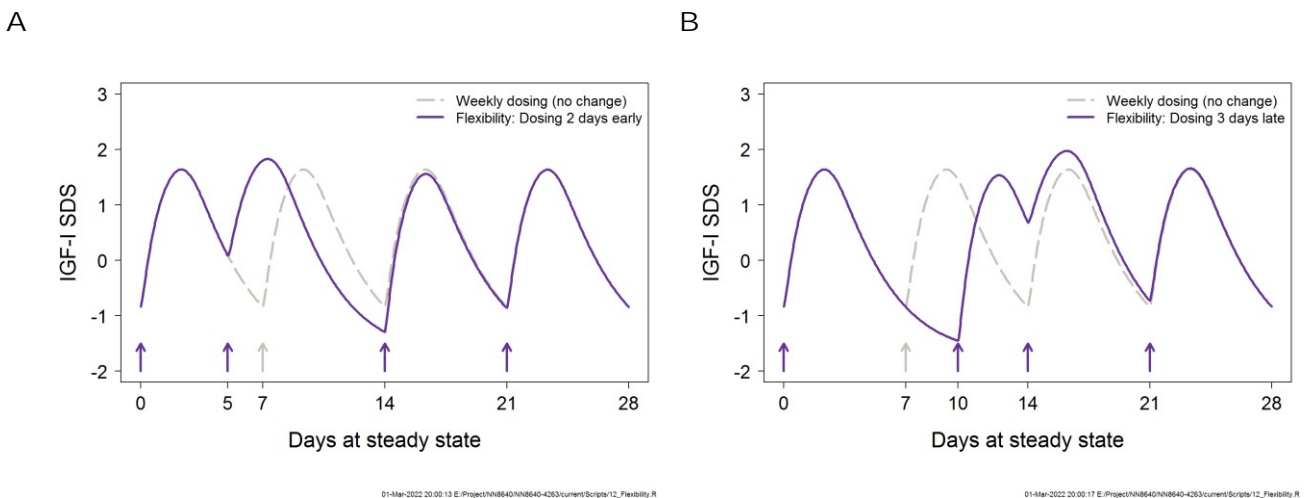 A
3
2
1
0
-1
-2
IGF-I SDS
Weekly dosing (no change)
Flexibility: Dosing 2 days early
0 5 7 14 21 28
Days at steady state
01-Mar-2022 20:00:13 E:/Project/NN8640/NN8640-4263/current/Scripts/12_Flexibility.R
B
3
2
1
0
-1
-2
IGF-I SDS
Weekly dosing (no change)
Flexibility: Dosing 3 days late
0 7 10 14 21 28
Days at steady state
01-Mar-2022 20:00:17 E:/Project/NN8640/NN8640-4263/current/Scripts/12_Flexibility.R